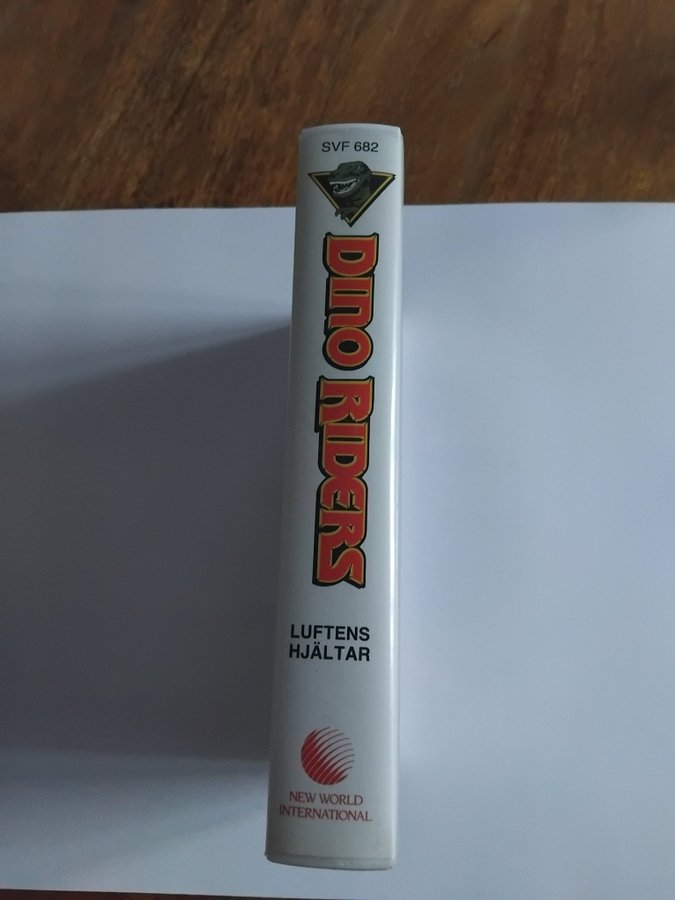 SVF 682
DINO RIDERS
LUFTENS
HJÄLTAR
NEW WORLD
INTERNATIONAL